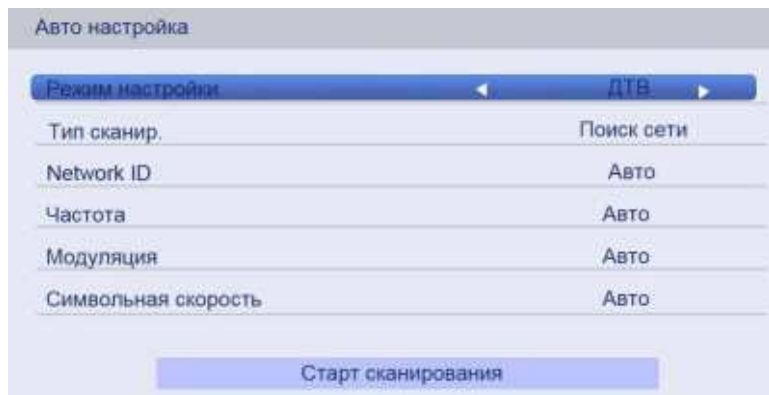 Авто настройка
Режим настройки ДТВ
Тип сканир. Поиск сети
Network ID Авто
Частота Авто
Модуляция Авто
Символьная скорость Авто
Старт сканирования